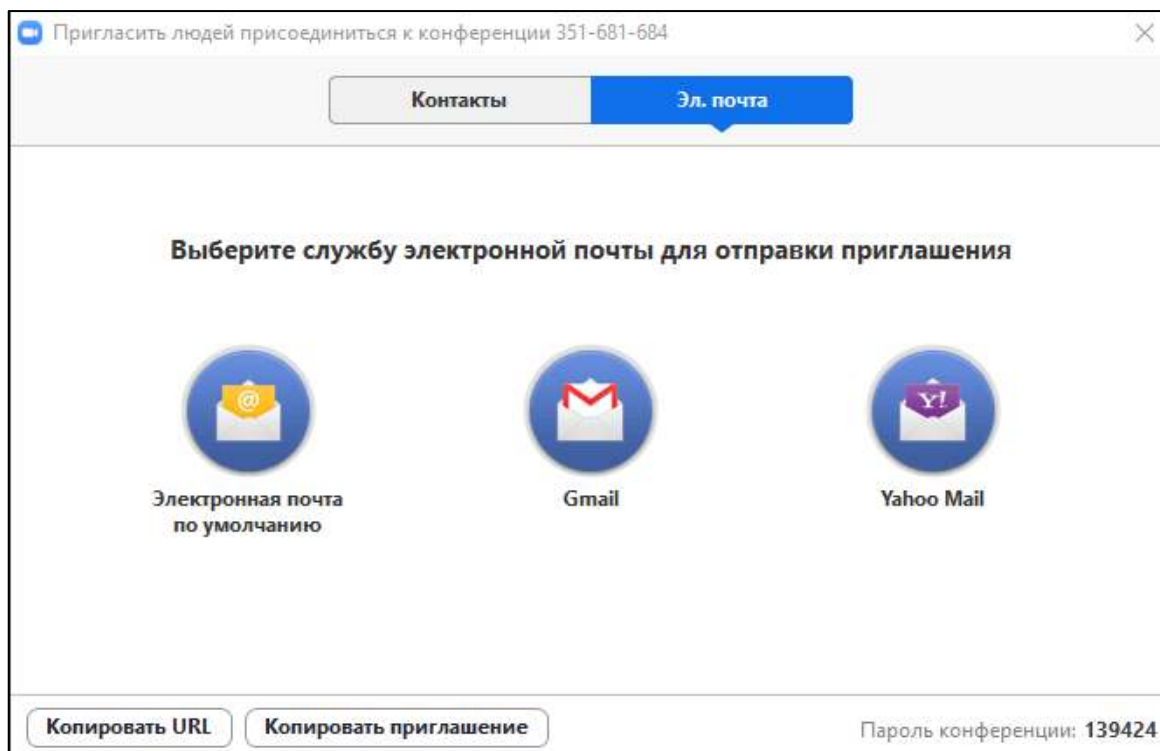 Пригласить людей присоединиться к конференции 351-681-684
Контакты
Эл. почта
Выберите службу электронной почты для отправки приглашения
@
Y!
Электронная почта
по умолчанию
Gmail
Yahoo Mail
Копировать URL
Копировать приглашение
Пароль конференции: 139424